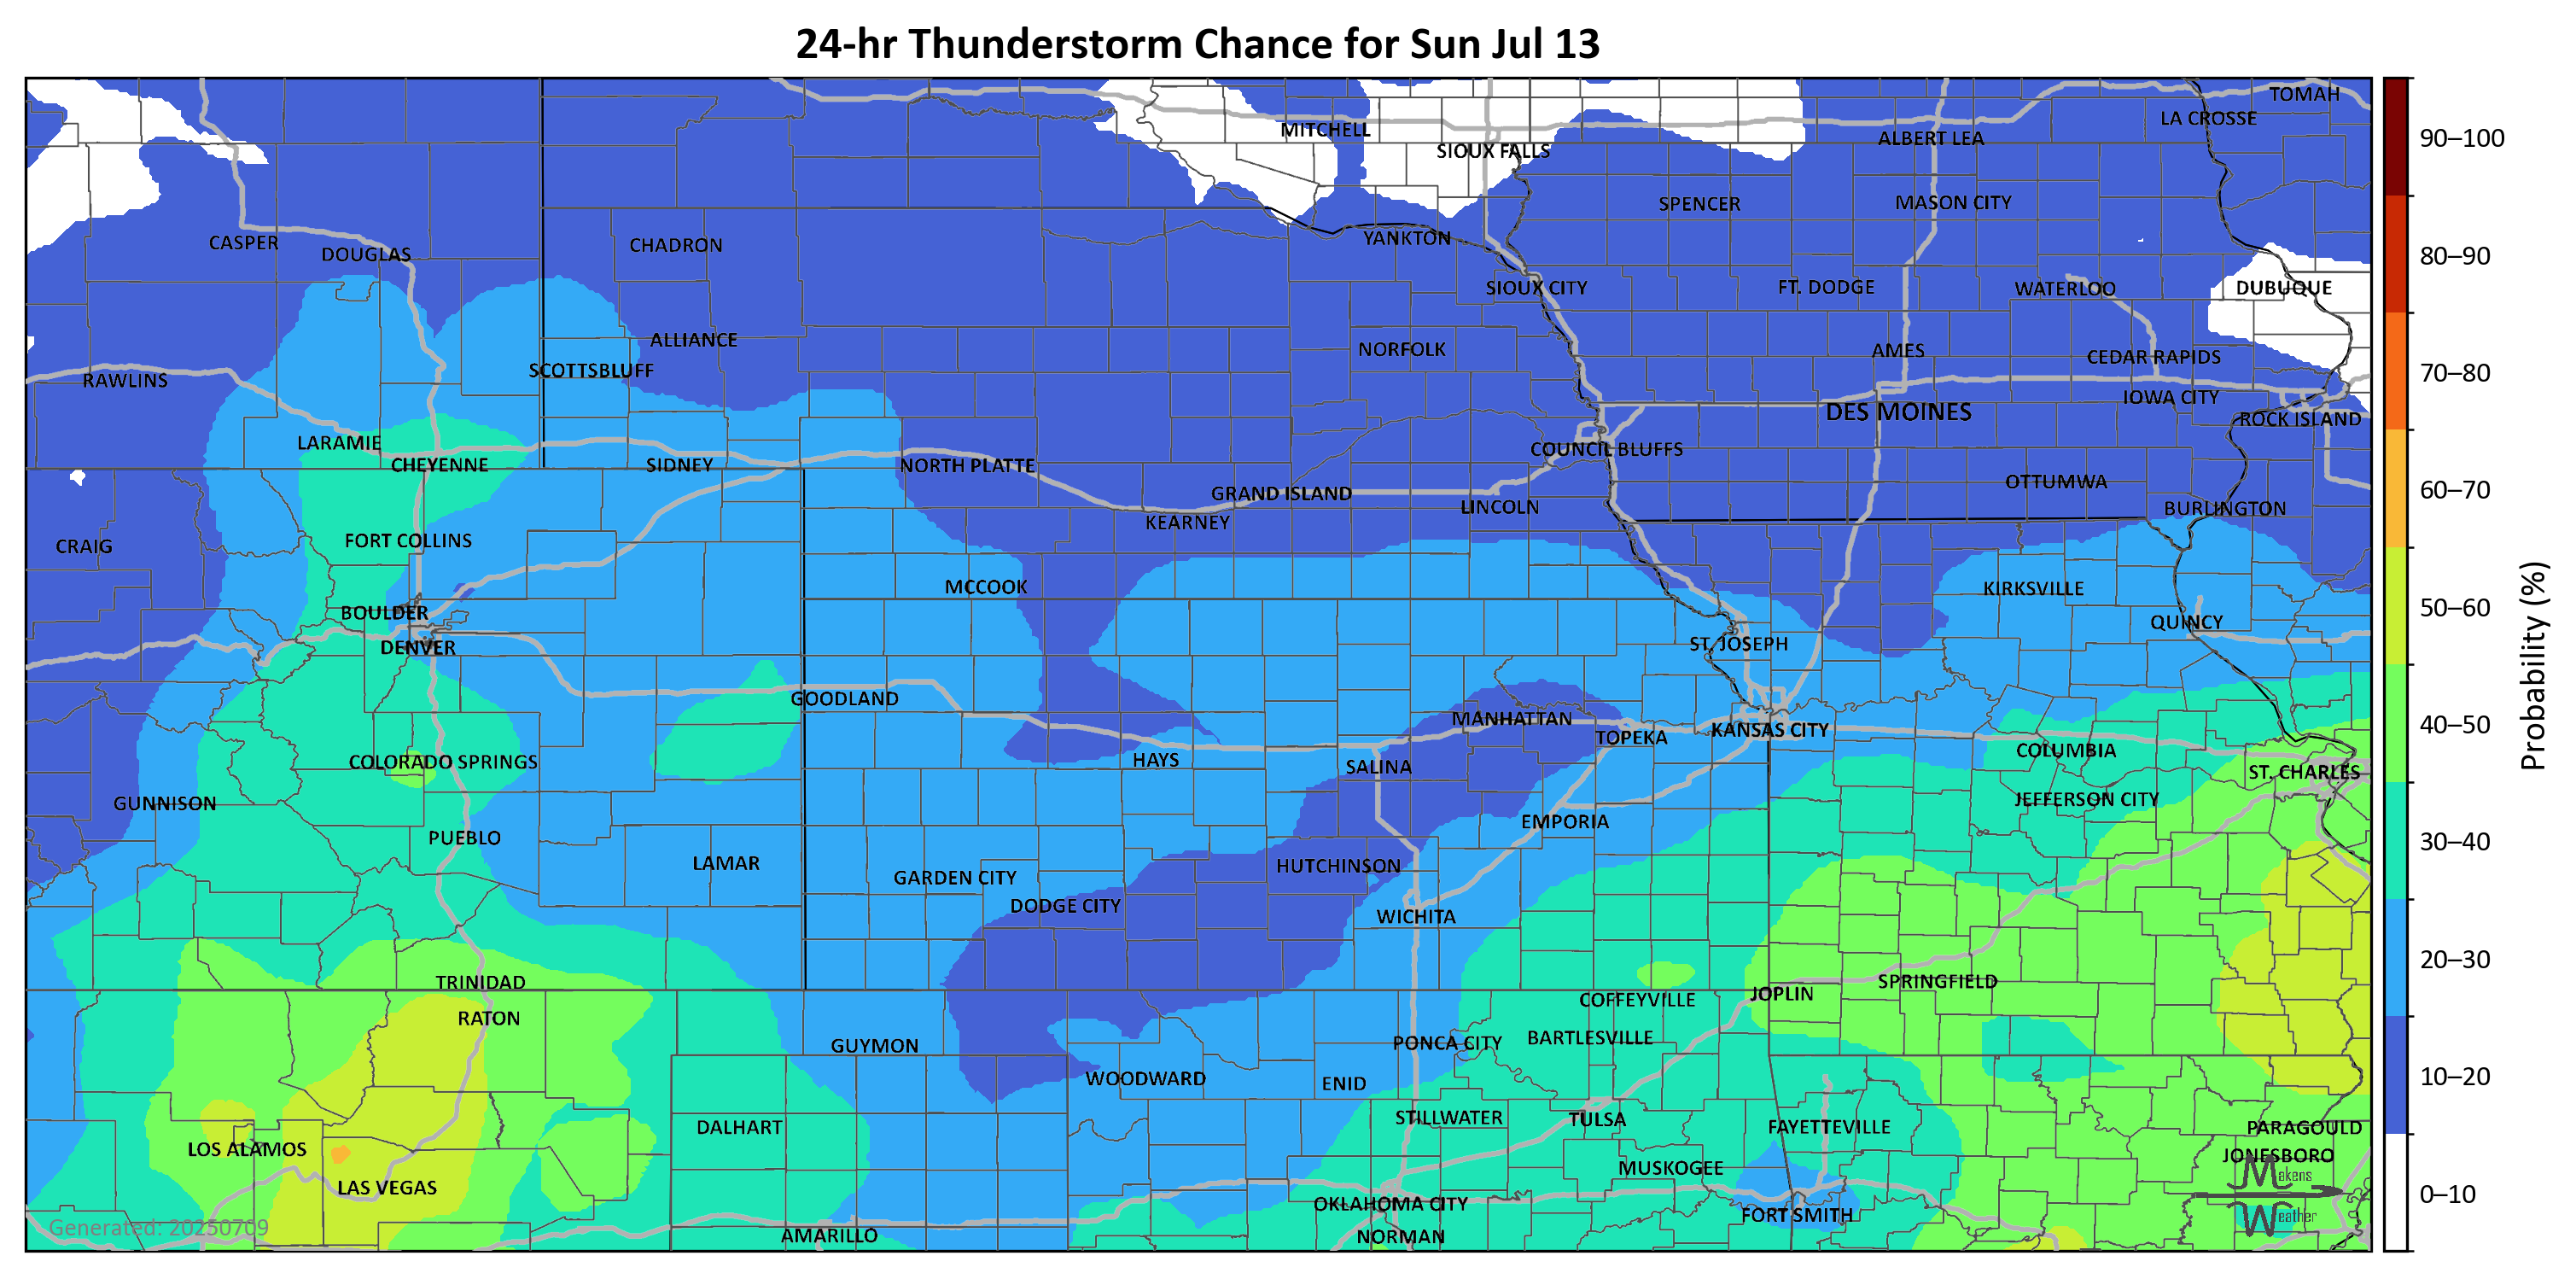 24-hr Thunderstorm Chance for Sun Jul 13
TOMAH
LA CROSSE
MITCHELL
ALBERT LEA
SIOUX FALLS
SPENCER
MASON CITY
YANKTON
CASPER
CHADRON
DOUGLAS
SIOUX CITY
FT. DODGE
WATERLOO
DUBUQUE
ALLIANCE
NORFOLK
AMES
CEDAR RAPIDS
SCOTTSBLUFF
RAWLINS
IOWA CITY
DES MOINES
ROCK ISLAND
LARAMIE
COUNCIL BLUFFS
CHEYENNE
SIDNEY
NORTH PLATTE
OTTUMWA
GRAND ISLAND
LINCOLN
BURLINGTON
KEARNEY
FORT COLLINS
CRAIG
MCCOOK
KIRKSVILLE
BOULDER
QUINCY
DENVER
ST. JOSEPH
GOODLAND
MANHATTAN
KANSAS CITY
TOPEKA
COLUMBIA
COLORADO SPRINGS
HAYS
SALINA
ST. CHARLES
GUNNISON
JEFFERSON CITY
EMPORIA
PUEBLO
LAMAR
HUTCHINSON
GARDEN CITY
DODGE CITY
WICHITA
TRINIDAD
SPRINGFIELD
JOPLIN
COFFEYVILLE
RATON
BARTLESVILLE
GUYMON
PONCA CITY
WOODWARD
ENID
STILLWATER
TULSA
DALHART
FAYETTEVILLE
PARAGOULD
LOS ALAMOS
JONESBORO
MUSKOGEE
LAS VEGAS
OKLAHOMA CITY
FORT SMITH
AMARILLO
NORMAN
Generated: 20250709
Mekens
Weather
90–100
80–90
70–80
60–70
50–60
40–50
30–40
20–30
10–20
0–10
Probability (%)